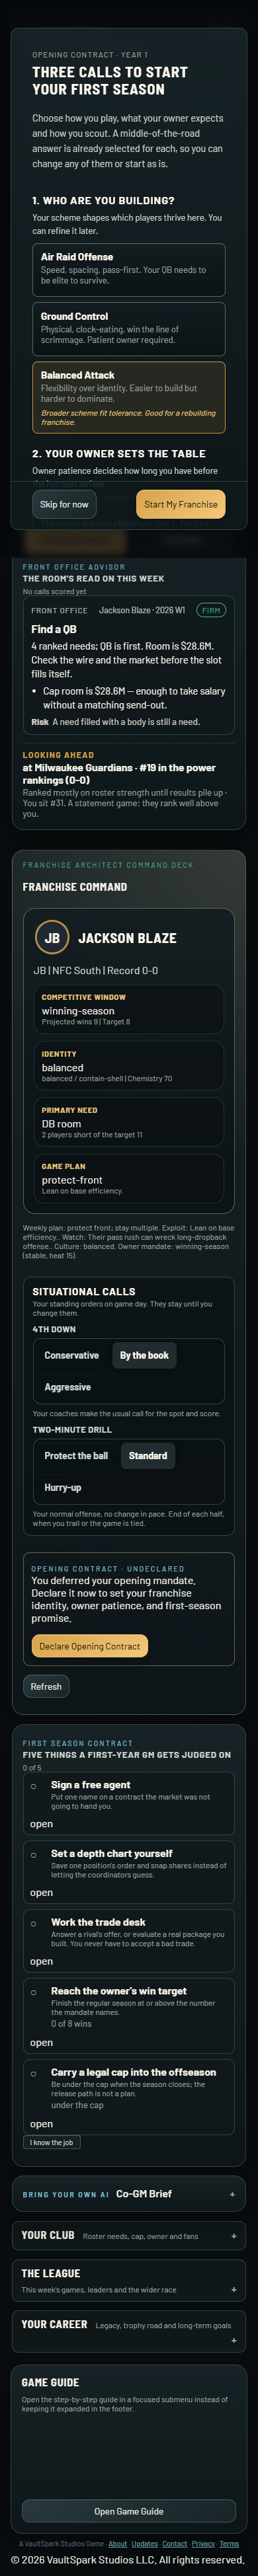 OPENING CONTRACT · YEAR 1
THREE CALLS TO START
YOUR FIRST SEASON
Choose how you play, what your owner expects
and how you scout. A middle-of-the-road
answer is already selected for each, so you can
change any of them or start as is.
1. WHO ARE YOU BUILDING?
Your scheme shapes which players thrive here. You
can refine it later.
Air Raid Offense
Speed, spacing, pass-first. Your QB needs to
be elite to survive.
Ground Control
Physical, clock-eating, win the line of
scrimmage. Patient owner required.
Balanced Attack
Flexibility over identity. Easier to build but
harder to dominate.
Broader scheme fit tolerance. Good for a rebuilding
franchise.
2. YOUR OWNER SETS THE TABLE
Owner patience decides how long you have before
the hot seat arrives.
Skip for now
Start My Franchise
FRONT OFFICE ADVISOR
THE ROOM'S READ ON THIS WEEK
No calls scored yet
FRONT OFFICE Jackson Blaze · 2026 W1 FIRM
Find a QB
4 ranked needs; QB is first. Room is $28.6M.
Check the wire and the market before the slot
fills itself.
• Cap room is $28.6M — enough to take salary
without a matching send-out.
Risk A need filled with a body is still a need.
LOOKING AHEAD
at Milwaukee Guardians · #19 in the power
rankings (0-0)
Ranked mostly on roster strength until results pile up ·
You sit #31. A statement game: they rank well above
you.
FRANCHISE ARCHITECT COMMAND DECK
FRANCHISE COMMAND
JB JACKSON BLAZE
JB | NFC South | Record 0-0
COMPETITIVE WINDOW
winning-season
Projected wins 9 | Target 8
IDENTITY
balanced
balanced / contain-shell | Chemistry 70
PRIMARY NEED
DB room
2 players short of the target 11
GAME PLAN
protect-front
Lean on base efficiency.
Weekly plan: protect front; stay multiple. Exploit: Lean on base
efficiency.. Watch: Their pass rush can wreck long-dropback
offense.. Culture: balanced. Owner mandate: winning-season
(stable, heat 15).
SITUATIONAL CALLS
Your standing orders on game day. They stay until you
change them.
4TH DOWN
Conservative By the book
Aggressive
Your coaches make the usual call for the spot and score.
TWO-MINUTE DRILL
Protect the ball Standard
Hurry-up
Your normal offense, no change in pace. End of each half,
when you trail or the game is tied.
OPENING CONTRACT · UNDECLARED
You deferred your opening mandate.
Declare it now to set your franchise
identity, owner patience, and first-season
promise.
Declare Opening Contract
Refresh
FIRST SEASON CONTRACT
FIVE THINGS A FIRST-YEAR GM GETS JUDGED ON
0 of 5
Sign a free agent
Put one name on a contract the market was not
going to hand you.
open
Set a depth chart yourself
Save one position's order and snap shares instead of
letting the coordinators guess.
open
Work the trade desk
Answer a rival's offer, or evaluate a real package you
built. You never have to accept a bad trade.
open
Reach the owner's win target
Finish the regular season at or above the number
the mandate names.
0 of 8 wins
open
Carry a legal cap into the offseason
Be under the cap when the season closes; the
release path is not a plan.
under the cap
open
I know the job
BRING YOUR OWN AI Co-GM Brief +
YOUR CLUB Roster needs, cap, owner and fans +
THE LEAGUE
This week's games, leaders and the wider race +
YOUR CAREER Legacy, trophy road and long-term goals
+
GAME GUIDE
Open the step-by-step guide in a focused submenu instead of
keeping it expanded in the footer.
Open Game Guide
A VaultSpark Studios Game · About · Updates · Contact · Privacy · Terms
© 2026 VaultSpark Studios LLC. All rights reserved.